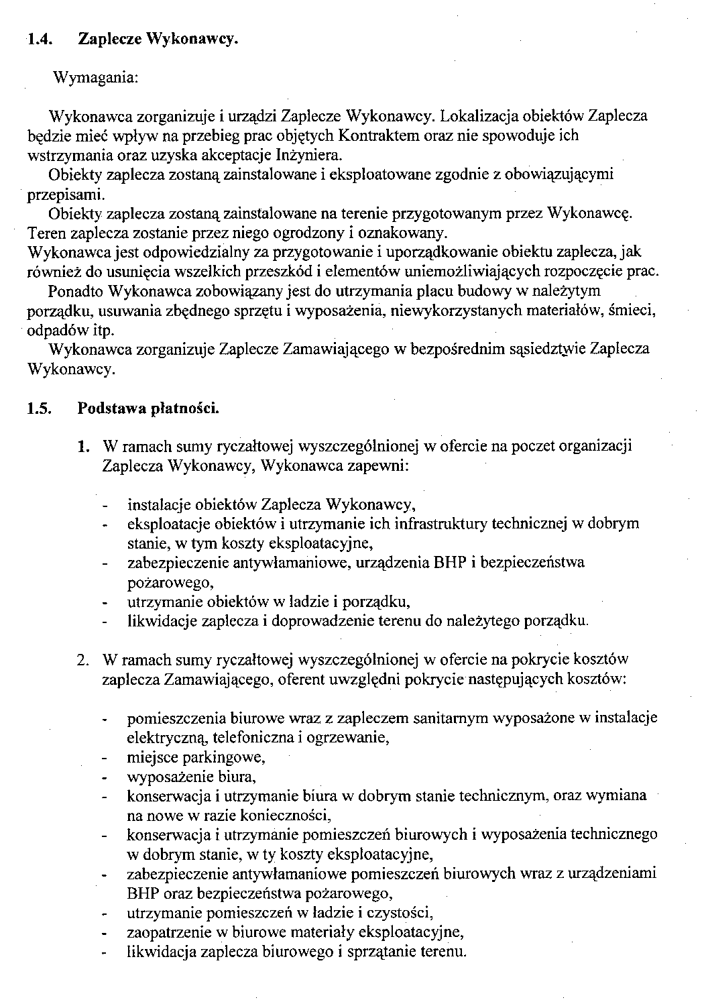 1.4. Zaplecze Wykonawcy.
Wymagania:
Wykonawca zorganizuje i urządzi Zaplecze Wykonawcy. Lokalizacja obiektów Zaplecza
będzie mieć wpływ na przebieg prac objętych Kontraktem oraz nie spowoduje ich
wstrzymania oraz uzyska akceptacje Inżyniera.
Obiekty zaplecza zostaną zainstalowane i eksploatowane zgodnie z obowiązującymi
przepisami.
Obiekty zaplecza zostaną zainstalowane na terenie przygotowanym przez Wykonawcę.
Teren zaplecza zostanie przez niego ogrodzony i oznakowany.
Wykonawca jest odpowiedzialny za przygotowanie i uporządkowanie obiektu zaplecza, jak
również do usunięcia wszelkich przeszkód i elementów uniemożliwiających rozpoczęcie prac.
Ponadto Wykonawca zobowiązany jest do utrzymania placu budowy w należytym
porządku, usuwania zbędnego sprzętu i wyposażenia, niewykorzystanych materiałów, śmieci,
odpadów itp.
Wykonawca zorganizuje Zaplecze Zamawiającego w bezpośrednim sąsiedztwie Zaplecza
Wykonawcy.
1.5. Podstawa płatności.
1. W ramach sumy ryczałtowej wyszczególnionej w ofercie na poczet organizacji
Zaplecza Wykonawcy, Wykonawca zapewni:
- instalacje obiektów Zaplecza Wykonawcy,
- eksploatacje obiektów i utrzymanie ich infrastruktury technicznej w dobrym
stanie, w tym koszty eksploatacyjne,
- zabezpieczenie antywłamaniowe, urządzenia BHP i bezpieczeństwa
pożarowego,
- utrzymanie obiektów w ladzie i porządku,
- likwidacje zaplecza i doprowadzenie terenu do należytego porządku.
2. W ramach sumy ryczałtowej wyszczególnionej w ofercie na pokrycie kosztów
zaplecza Zamawiającego, oferent uwzględni pokrycie następujących kosztów:
- pomieszczenia biurowe wraz z zapleczem sanitarnym wyposażone w instalacje
elektryczną, telefoniczna i ogrzewanie,
- miejsce parkingowe,
- wyposażenie biura,
- konserwacja i utrzymanie biura w dobrym stanie technicznym, oraz wymiana
na nowe w razie konieczności,
- konserwacja i utrzymanie pomieszczeń biurowych i wyposażenia technicznego
w dobrym stanie, w ty koszty eksploatacyjne,
- zabezpieczenie antywłamaniowe pomieszczeń biurowych wraz z urządzeniami
BHP oraz bezpieczeństwa pożarowego,
- utrzymanie pomieszczeń w ładzie i czystości,
- zaopatrzenie w biurowe materiały eksploatacyjne,
- likwidacja zaplecza biurowego i sprzątanie terenu.